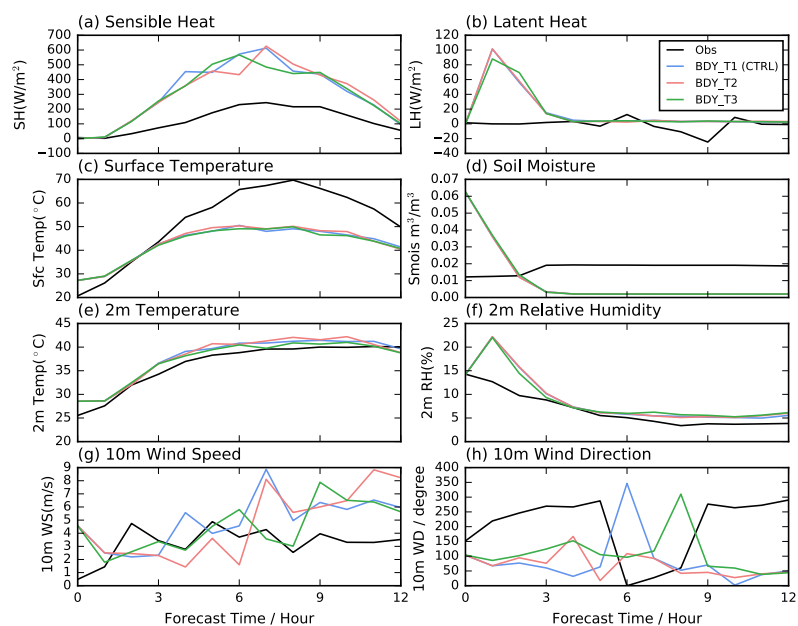 (a) Sensible Heat
(b) Latent Heat
SH(W/m²)
700
600
500
400
300
200
100
0
−100
LH(W/m²)
120
100
80
60
40
20
0
−20
−40
Obs
BDY_T1 (CTRL)
BDY_T2
BDY_T3
(c) Surface Temperature
(d) Soil Moisture
Sfc Temp(°C)
70
60
50
40
30
20
Smois m³/m³
0.07
0.06
0.05
0.04
0.03
0.02
0.01
0.00
(e) 2m Temperature
(f) 2m Relative Humidity
2m Temp(°C)
45
40
35
30
25
20
2m RH(%)
25
20
15
10
5
0
(g) 10m Wind Speed
(h) 10m Wind Direction
10m WS(m/s)
9
8
7
6
5
4
3
2
1
0
10m WD / degree
400
350
300
250
200
150
100
50
0
0 3 6 9 12
0 3 6 9 12
Forecast Time / Hour
Forecast Time / Hour